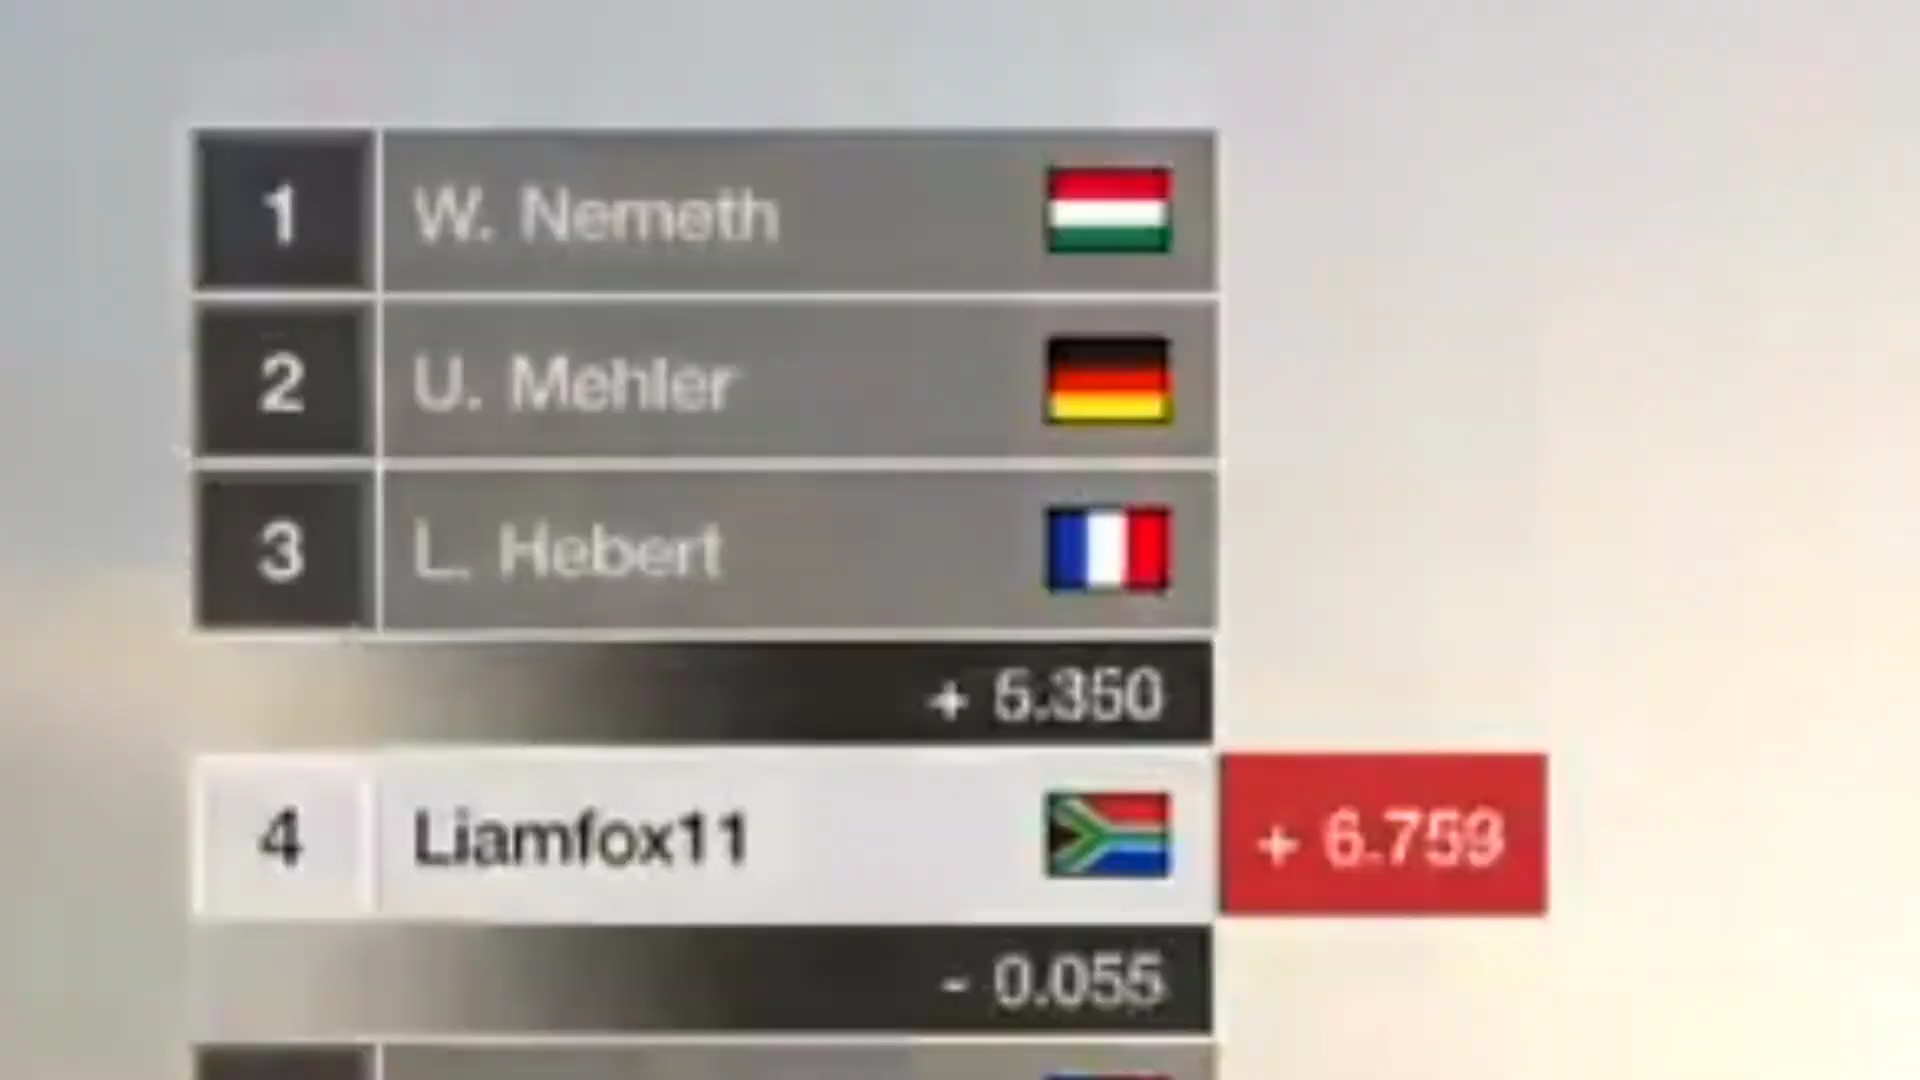 1 W. Nemeth
2 U. Mehler
3 L. Hebert
+ 5.350
4 Liamfox11 + 6.759
- 0.055